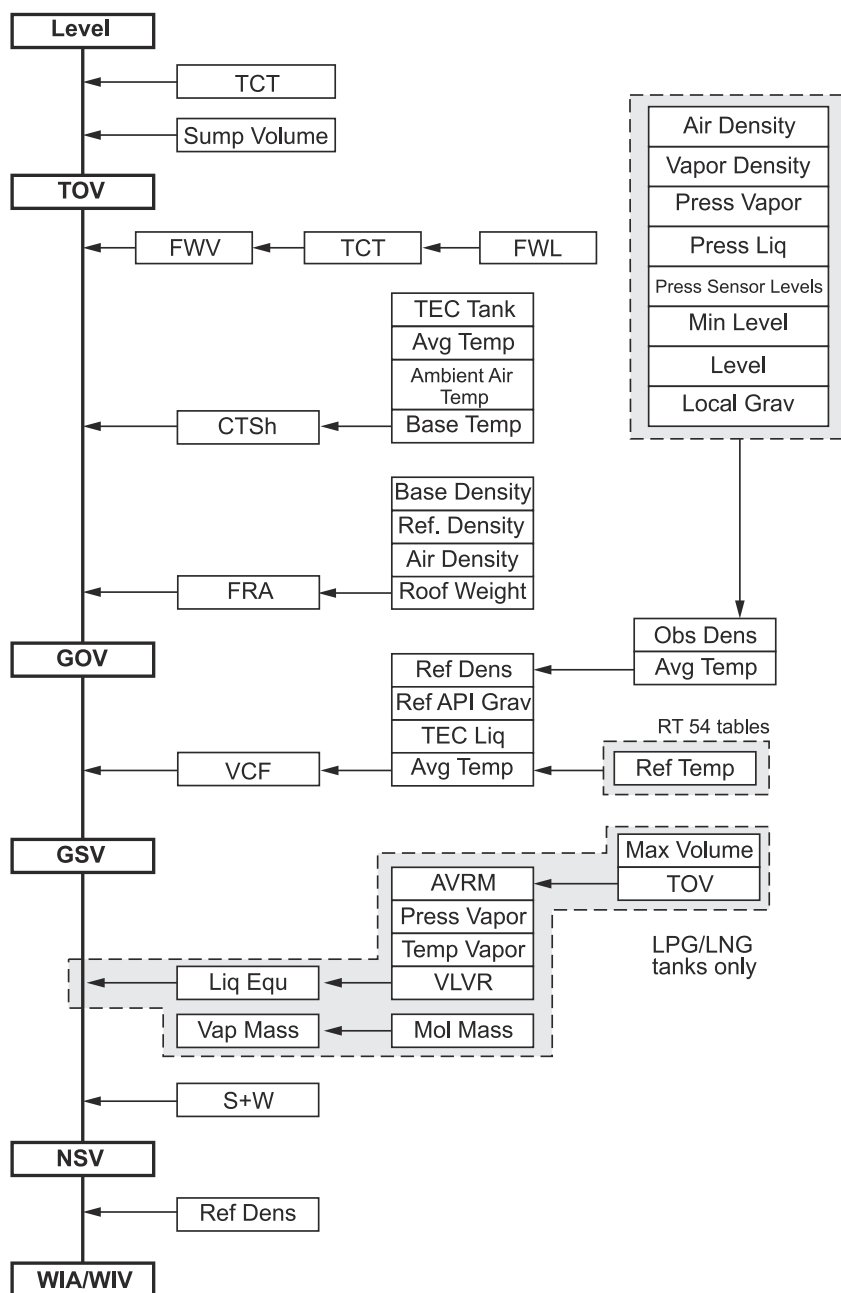 Level
TCT
Sump Volume
TOV
FWV
TCT
FWL
TEC Tank
Avg Temp
Ambient Air
Temp
Base Temp
CTSh
Air Density
Vapor Density
Press Vapor
Press Liq
Press Sensor Levels
Min Level
Level
Local Grav
Base Density
Ref. Density
Air Density
Roof Weight
FRA
GOV
Obs Dens
Avg Temp
Ref Dens
Ref API Grav
TEC Liq
Avg Temp
VCF
RT 54 tables
Ref Temp
GSV
Max Volume
TOV
AVRM
Press Vapor
Temp Vapor
VLVR
LPG/LNG
tanks only
Liq Equ
Vap Mass
Mol Mass
S+W
NSV
Ref Dens
WIA/WIV